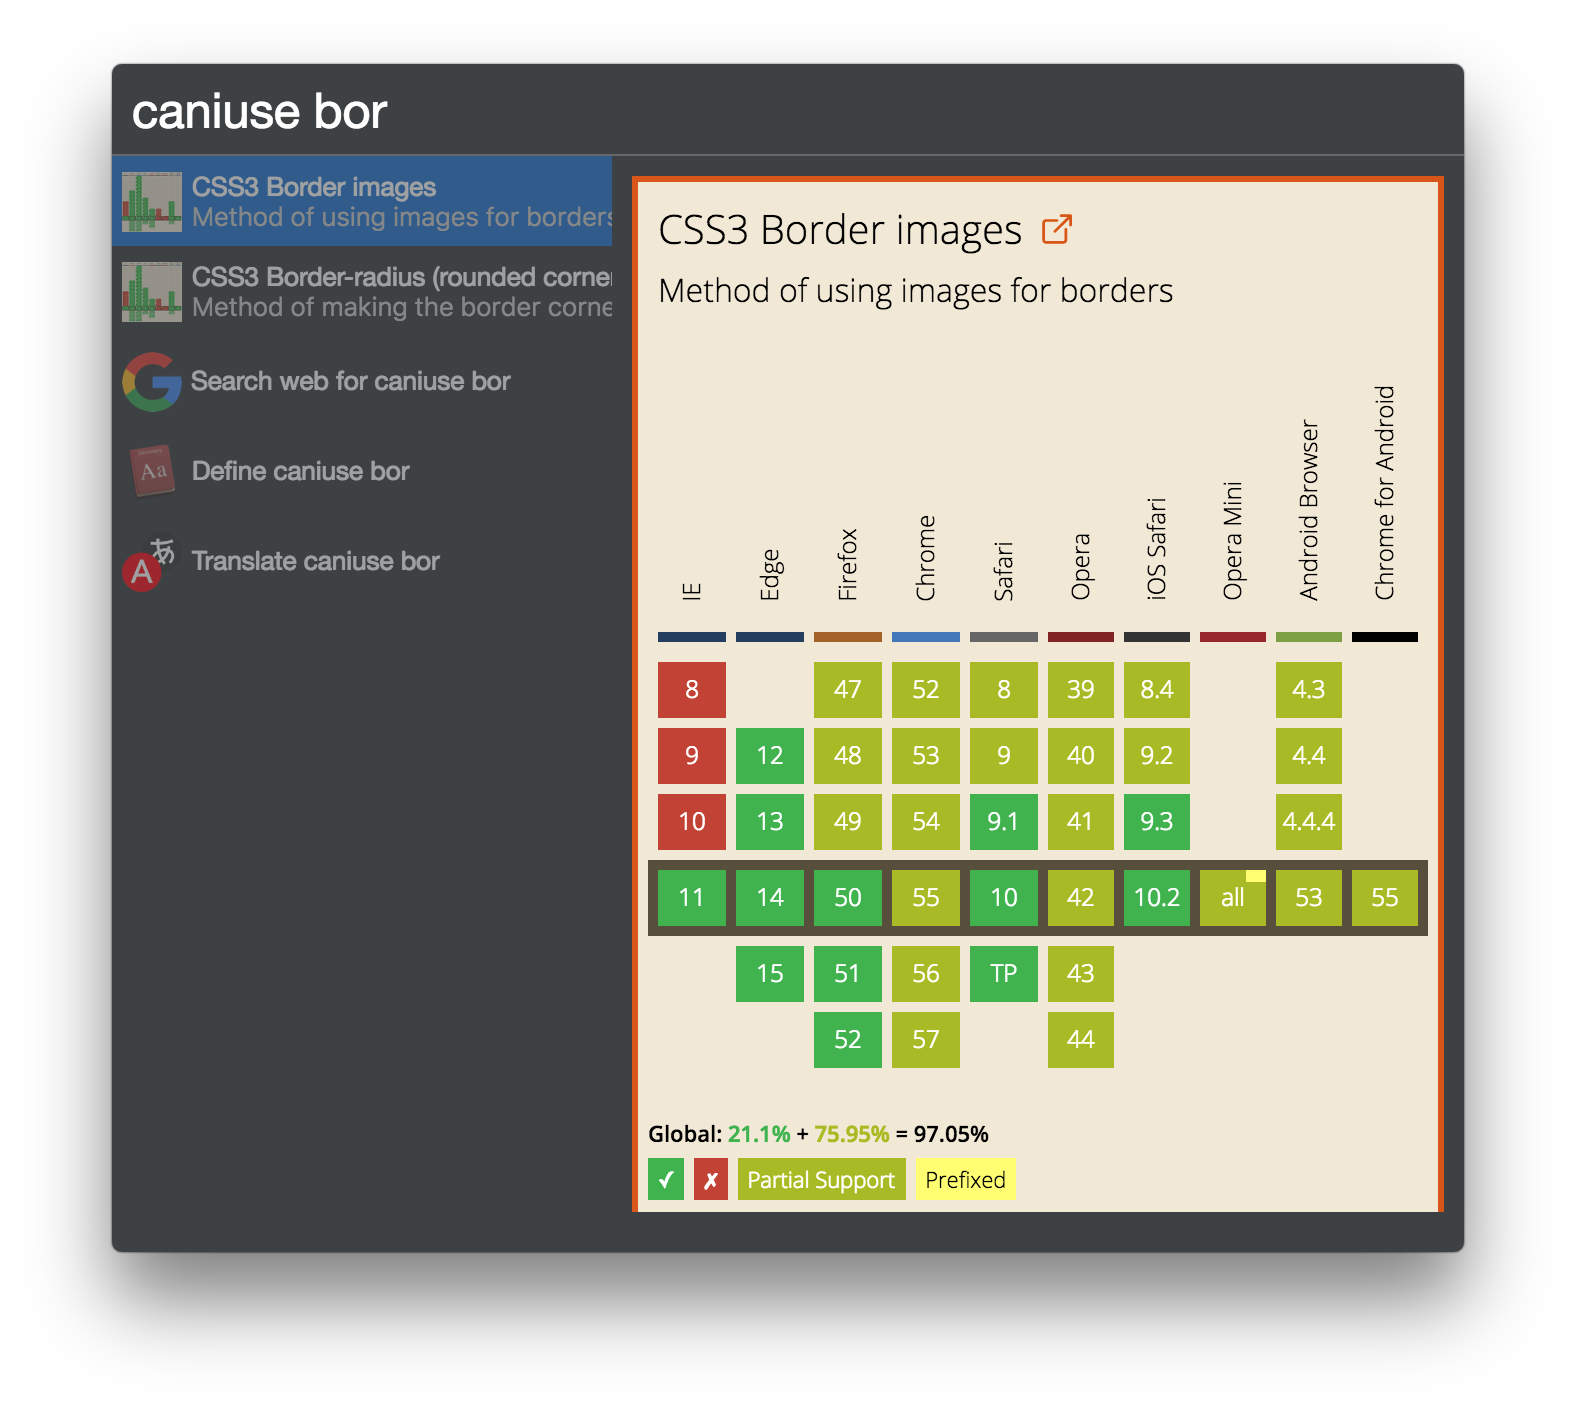 caniuse bor
CSS3 Border images
Method of using images for borders
CSS3 Border-radius (rounded corner
Method of making the border corne
Search web for caniuse bor
Define caniuse bor
Translate caniuse bor
CSS3 Border images
Method of using images for borders
IE Edge Firefox Chrome Safari Opera iOS Safari Opera Mini Android Browser Chrome for Android
8 47 52 8 39 8.4 4.3
9 12 48 53 9 40 9.2 4.4
10 13 49 54 9.1 41 9.3 4.4.4
11 14 50 55 10 42 10.2 all 53 55
15 51 56 TP 43
52 57 44
Global: 21.1% + 75.95% = 97.05%
✓ ✗ Partial Support Prefixed